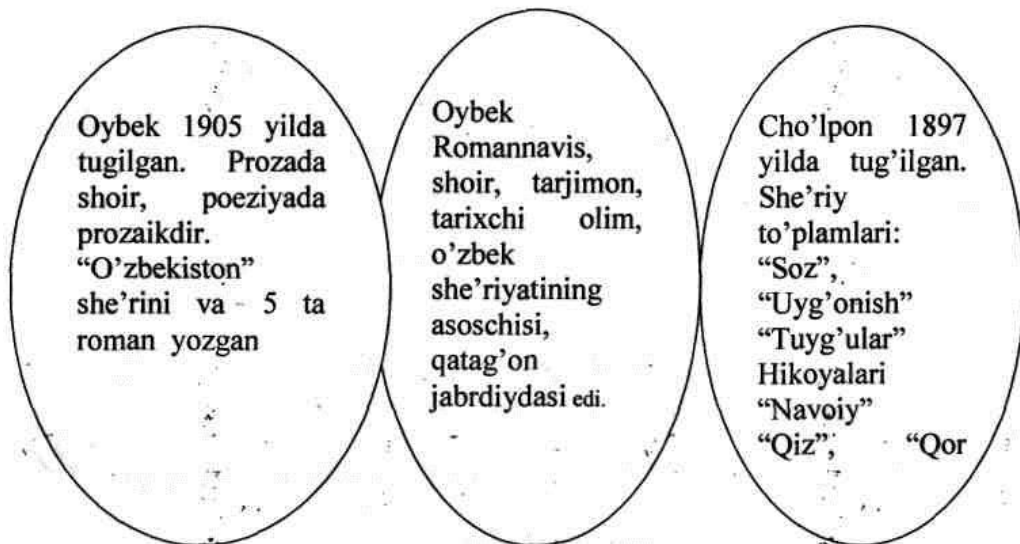 Oybek 1905 yilda
tugilgan. Prozada
shoir, poeziyada
prozaikdir.
“O’zbekiston”
she’rini va 5 ta
roman yozgan
Oybek
Romannavis,
shoir, tarjimon,
tarixchi olim,
o’zbek
she’riyatining
asoschisi,
qatag’on
jabrdiydasi edi.
Cho’lpon 1897
yilda tug’ilgan.
She’riy
to’plamlari:
“Soz”,
“Uyg’onish”
“Tuyg’ular”
Hikoyalari
“Navoiy”
“Qiz”, “Qor